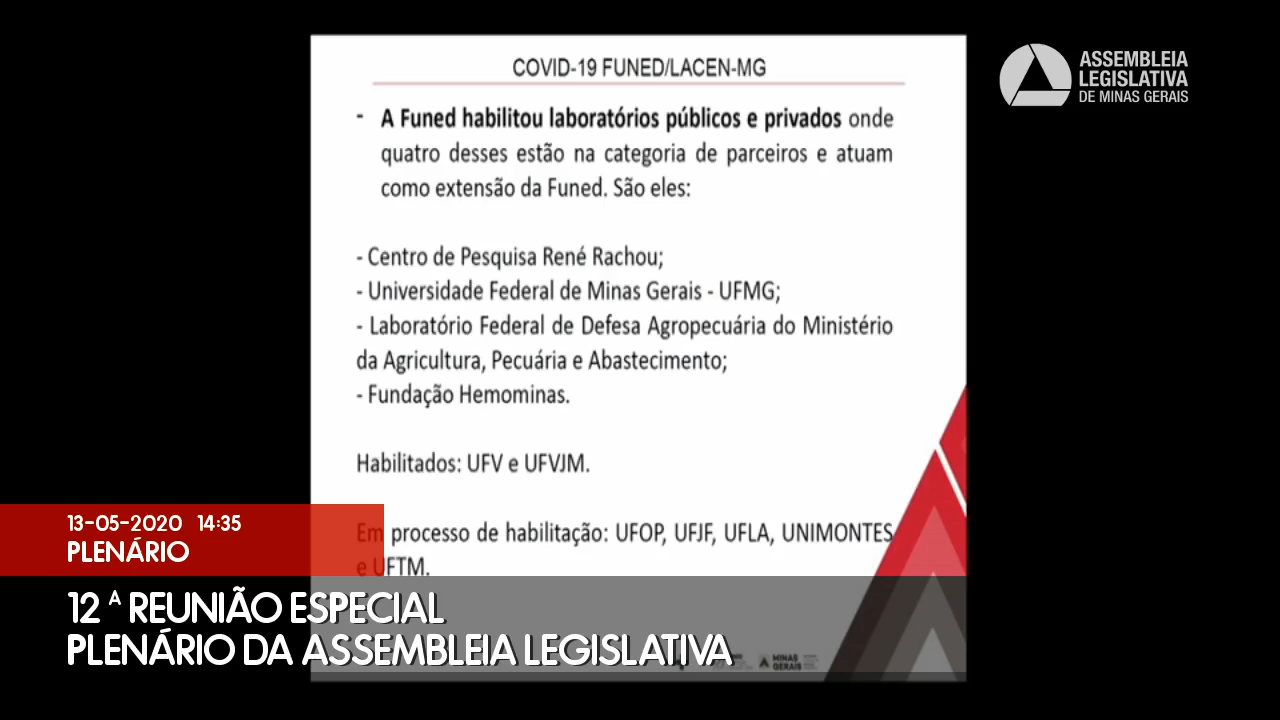 COVID-19 FUNED/LACEN-MG
ASSEMBLEIA
LEGISLATIVA
DE MINAS GERAIS
- A Funed habilitou laboratórios públicos e privados onde
quatro desses estão na categoria de parceiros e atuam
como extensão da Funed. São eles:
- Centro de Pesquisa René Rachou;
- Universidade Federal de Minas Gerais - UFMG;
- Laboratório Federal de Defesa Agropecuária do Ministério
da Agricultura, Pecuária e Abastecimento;
- Fundação Hemominas.
Habilitados: UFV e UFVJM.
Em processo de habilitação: UFOP, UFJF, UFLA, UNIMONTES
e UFTM.
13-05-2020 14:35
PLENÁRIO
12ª REUNIÃO ESPECIAL
PLENÁRIO DA ASSEMBLEIA LEGISLATIVA
MINAS
GERAIS